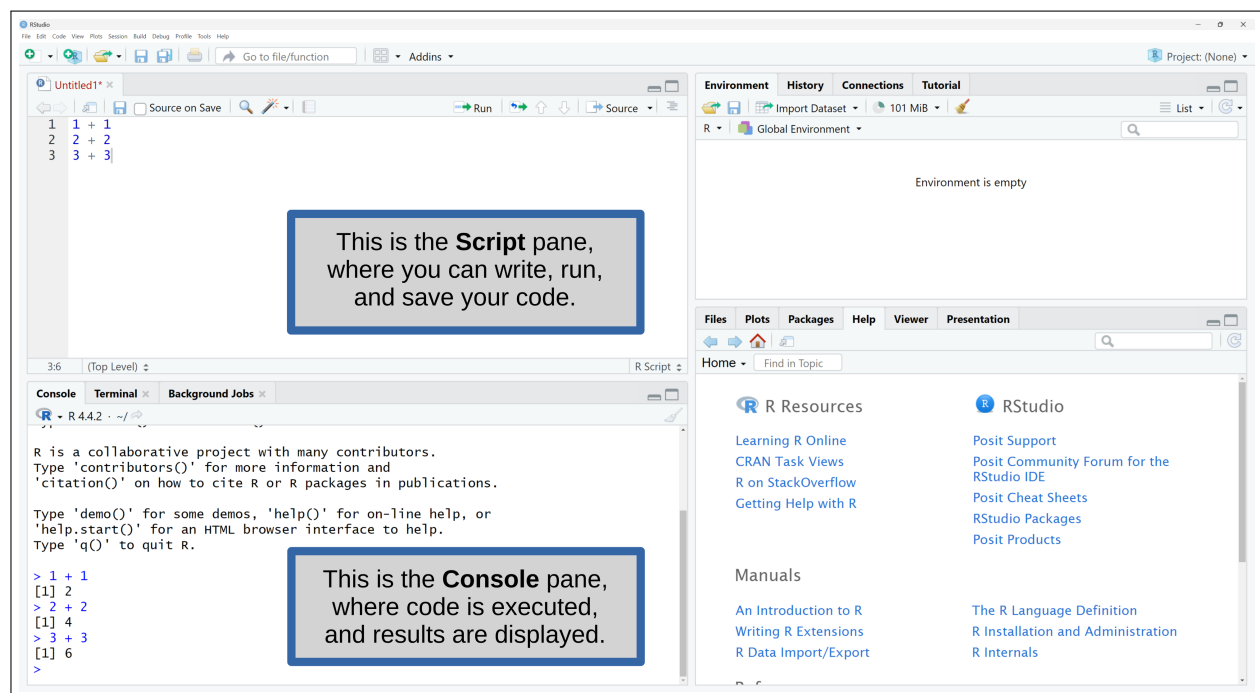 RStudio
File Edit Code View Plots Session Build Debug Profile Tools Help
Go to file/function Addins Project: (None)
Untitled1*
Source on Save Run Source
1 1 + 1
2 2 + 2
3 3 + 3
This is the Script pane,
where you can write, run,
and save your code.
3:6 (Top Level) R Script
Console Terminal Background Jobs
R 4.4.2 · ~/
R is a collaborative project with many contributors.
Type 'contributors()' for more information and
'citation()' on how to cite R or R packages in publications.
Type 'demo()' for some demos, 'help()' for on-line help, or
'help.start()' for an HTML browser interface to help.
Type 'q()' to quit R.
> 1 + 1
[1] 2
> 2 + 2
[1] 4
> 3 + 3
[1] 6
>
This is the Console pane,
where code is executed,
and results are displayed.
Environment History Connections Tutorial
Import Dataset 101 MiB List
R Global Environment
Environment is empty
Files Plots Packages Help Viewer Presentation
Home Find in Topic
R Resources
Learning R Online
CRAN Task Views
R on StackOverflow
Getting Help with R
RStudio
Posit Support
Posit Community Forum for the
RStudio IDE
Posit Cheat Sheets
RStudio Packages
Posit Products
Manuals
An Introduction to R
Writing R Extensions
R Data Import/Export
The R Language Definition
R Installation and Administration
R Internals